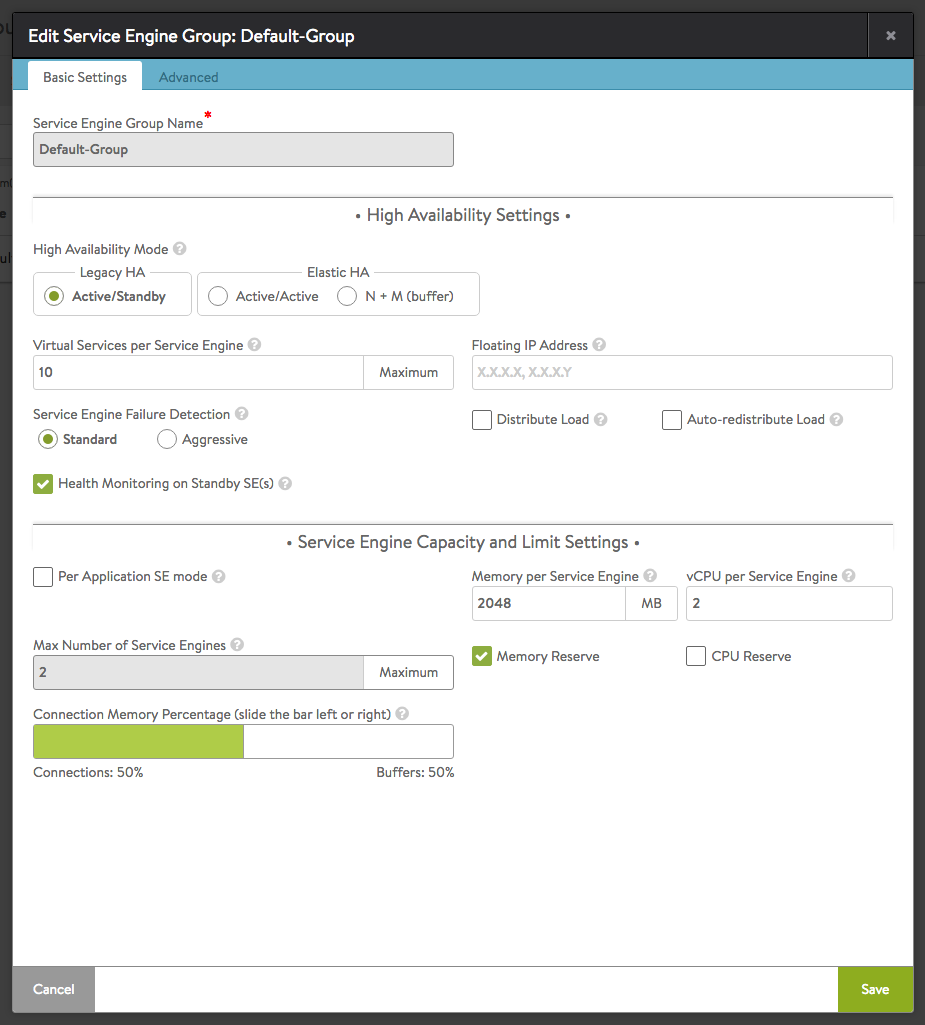 Edit Service Engine Group: Default-Group
×
Basic Settings Advanced
Service Engine Group Name*
Default-Group
• High Availability Settings •
High Availability Mode ?
Legacy HA Elastic HA
Active/Standby Active/Active N + M (buffer)
Virtual Services per Service Engine ? Floating IP Address ?
10 Maximum X.X.X.X, X.X.X.Y
Service Engine Failure Detection ? Distribute Load ? Auto-redistribute Load ?
Standard Aggressive
Health Monitoring on Standby SE(s) ?
• Service Engine Capacity and Limit Settings •
Per Application SE mode ? Memory per Service Engine ? vCPU per Service Engine ?
2048 MB 2
Max Number of Service Engines ? Memory Reserve CPU Reserve
2 Maximum
Connection Memory Percentage (slide the bar left or right) ?
Connections: 50% Buffers: 50%
Cancel Save